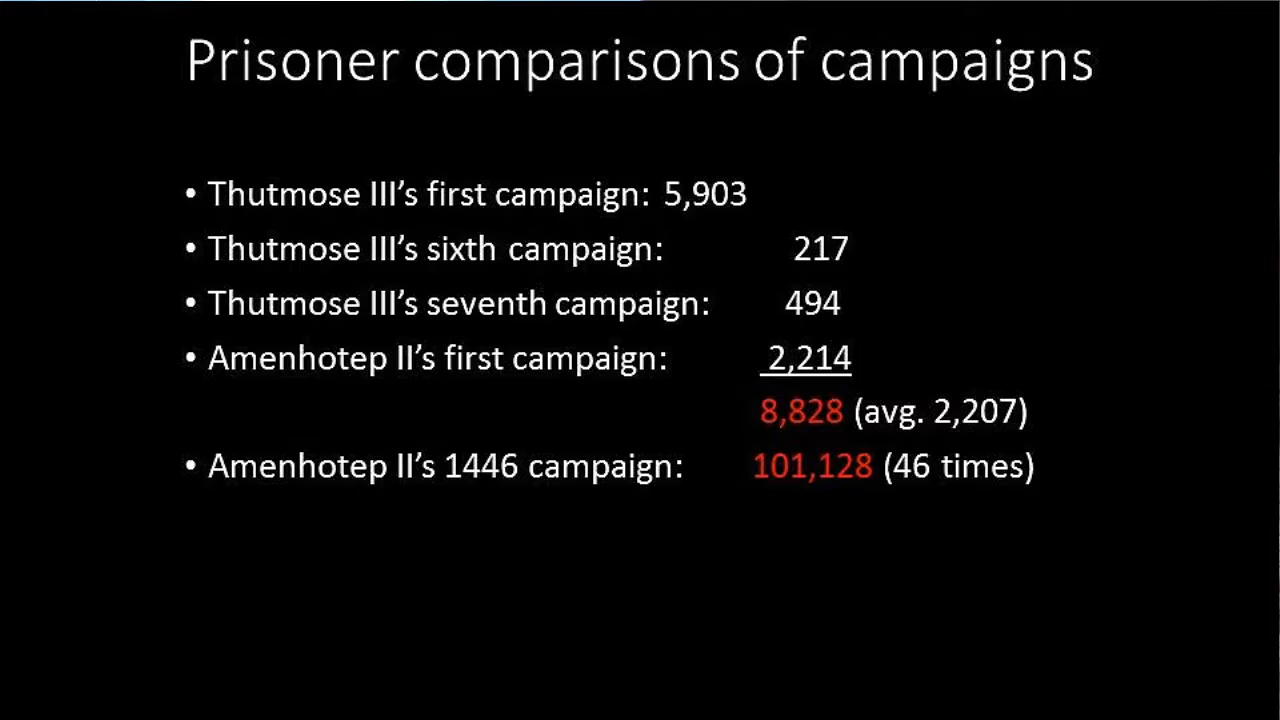 Prisoner comparisons of campaigns
• Thutmose III’s first campaign: 5,903
• Thutmose III’s sixth campaign: 217
• Thutmose III’s seventh campaign: 494
• Amenhotep II’s first campaign: 2,214
8,828 (avg. 2,207)
• Amenhotep II’s 1446 campaign: 101,128 (46 times)